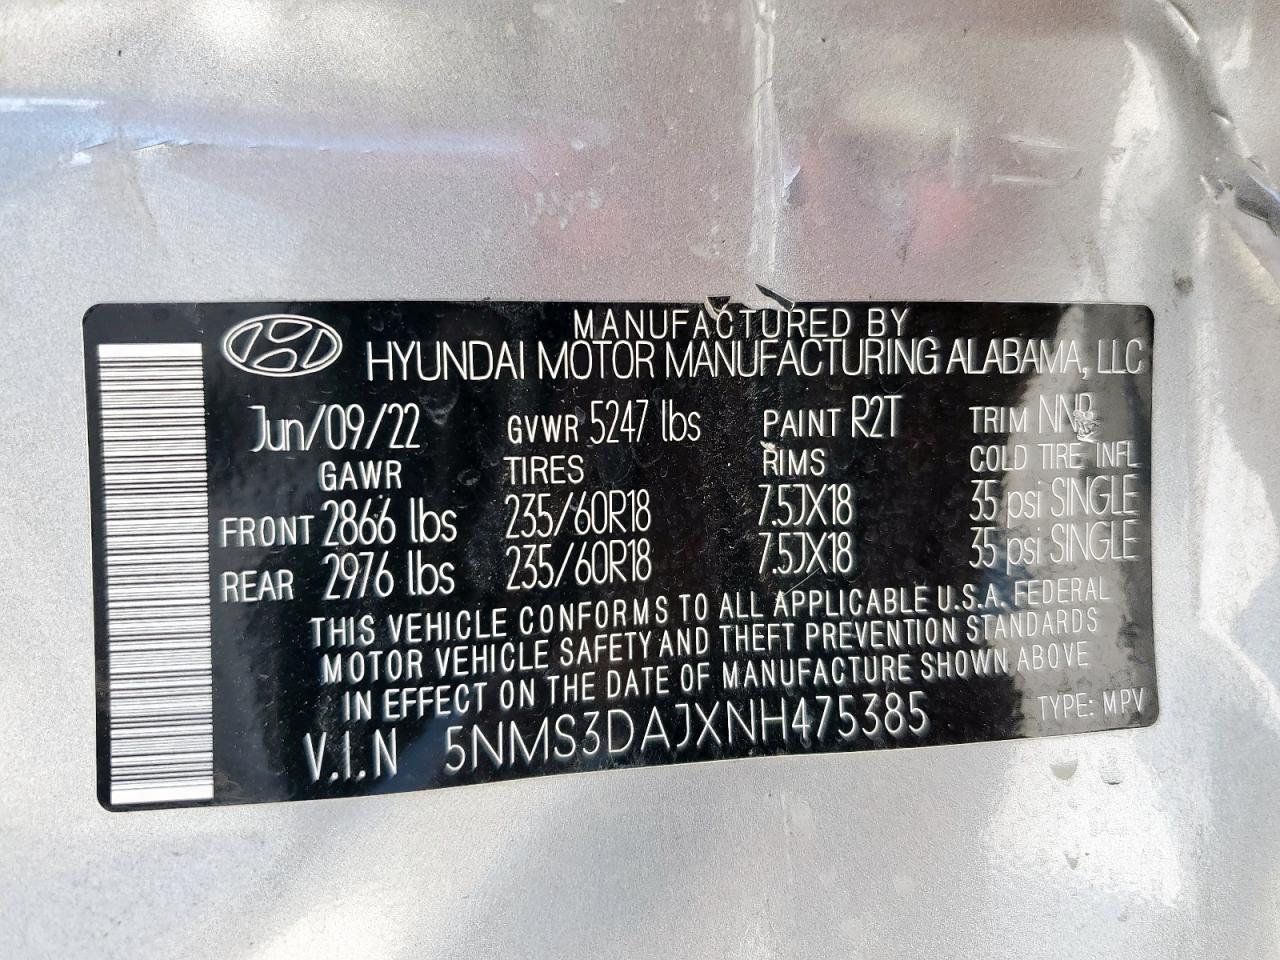 MANUFACTURED BY
HYUNDAI MOTOR MANUFACTURING ALABAMA, LLC
Jun/09/22 GVWR 5247 lbs PAINT R2T TRIM
GAWR TIRES RIMS COLD TIRE INFL
FRONT 2866 lbs 235/60R18 7.5JX18 35 psi SINGLE
REAR 2976 lbs 235/60R18 7.5JX18 35 psi SINGLE
THIS VEHICLE CONFORMS TO ALL APPLICABLE U.S.A. FEDERAL
MOTOR VEHICLE SAFETY AND THEFT PREVENTION STANDARDS
IN EFFECT ON THE DATE OF MANUFACTURE SHOWN ABOVE
V.I.N 5NMS3DAJXNH475385 TYPE: MPV